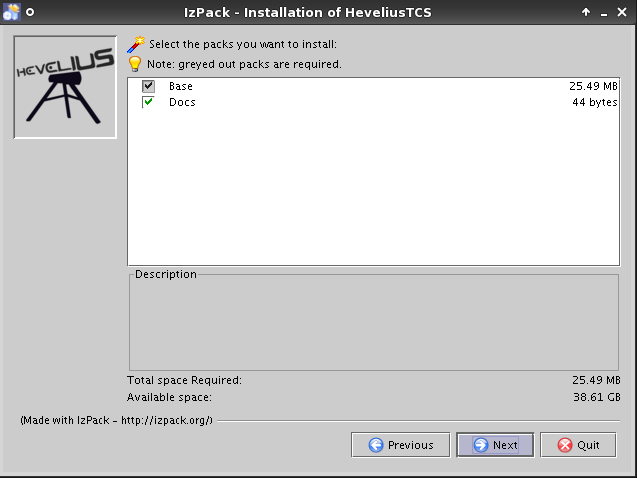 IzPack - Installation of HeveliusTCS
HEVELIUS
Select the packs you want to install:
Note: greyed out packs are required.
Base 25.49 MB
Docs 44 bytes
Description
Total space Required: 25.49 MB
Available space: 38.61 GB
(Made with IzPack - http://izpack.org/)
Previous Next Quit